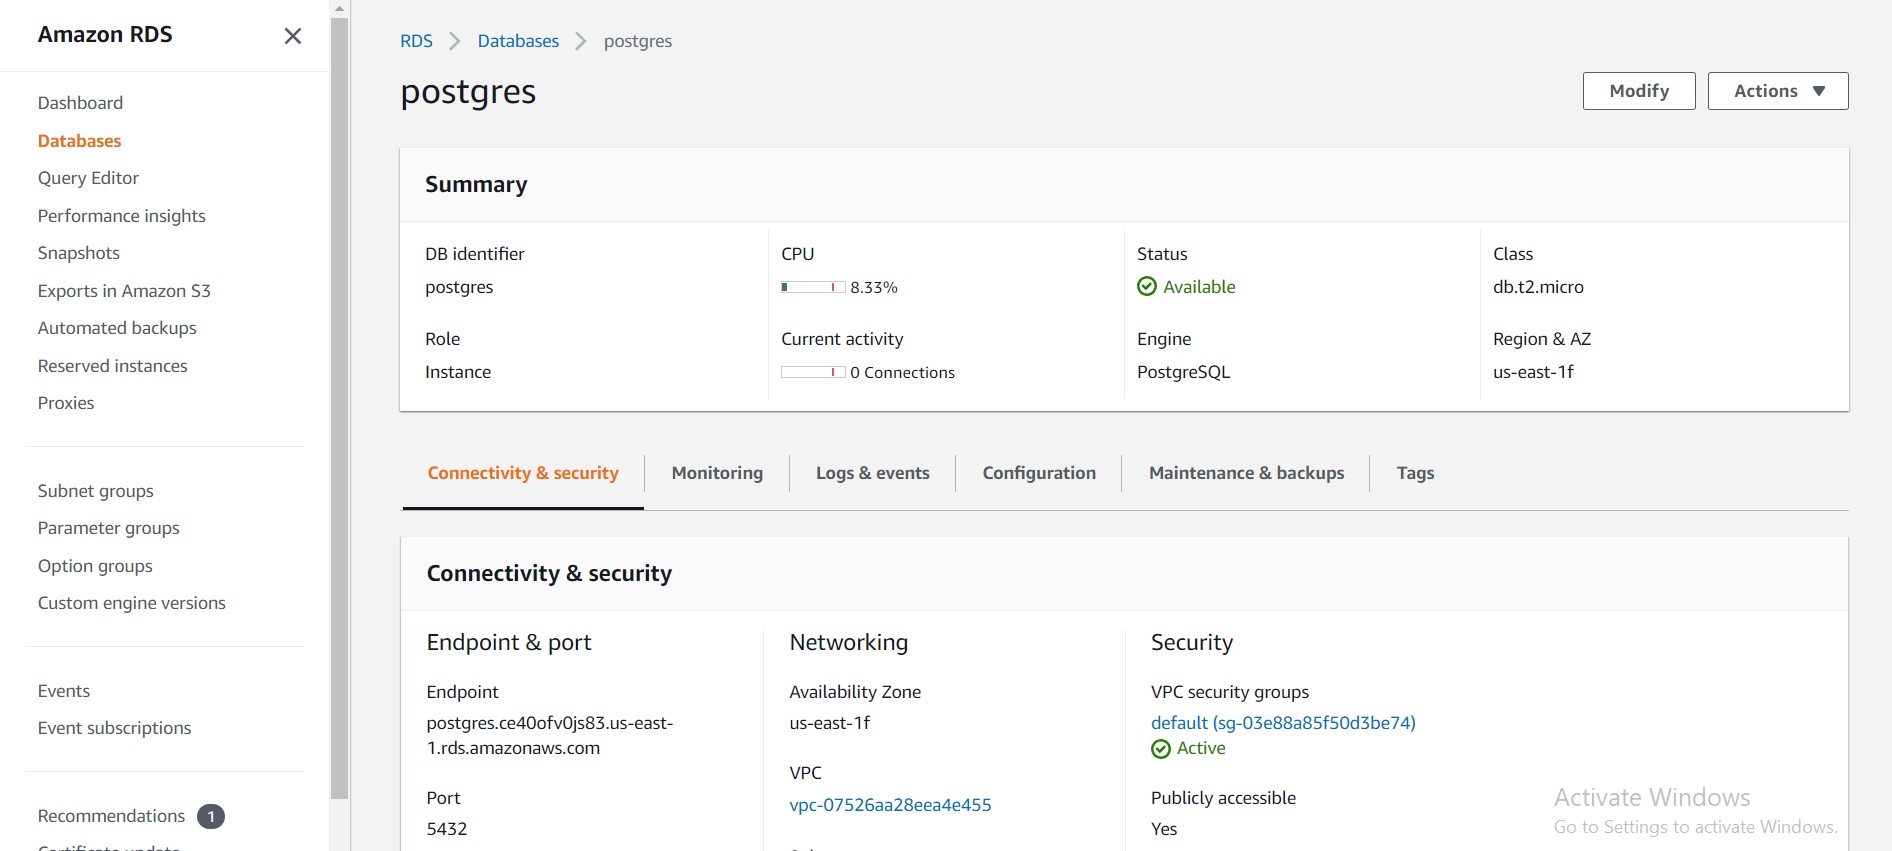 Amazon RDS
Dashboard
Databases
Query Editor
Performance insights
Snapshots
Exports in Amazon S3
Automated backups
Reserved instances
Proxies
Subnet groups
Parameter groups
Option groups
Custom engine versions
Events
Event subscriptions
Recommendations 1
Certificate update
RDS Databases postgres
postgres
Modify Actions
Summary
DB identifier
postgres
CPU
8.33%
Status
Available
Class
db.t2.micro
Role
Instance
Current activity
0 Connections
Engine
PostgreSQL
Region & AZ
us-east-1f
Connectivity & security Monitoring Logs & events Configuration Maintenance & backups Tags
Connectivity & security
Endpoint & port
Endpoint
postgres.ce40ofv0js83.us-east-
1.rds.amazonaws.com
Port
5432
Networking
Availability Zone
us-east-1f
VPC
vpc-07526aa28eea4e455
Security
VPC security groups
default (sg-03e88a85f50d3be74)
Active
Publicly accessible
Yes
Activate Windows
Go to Settings to activate Windows.